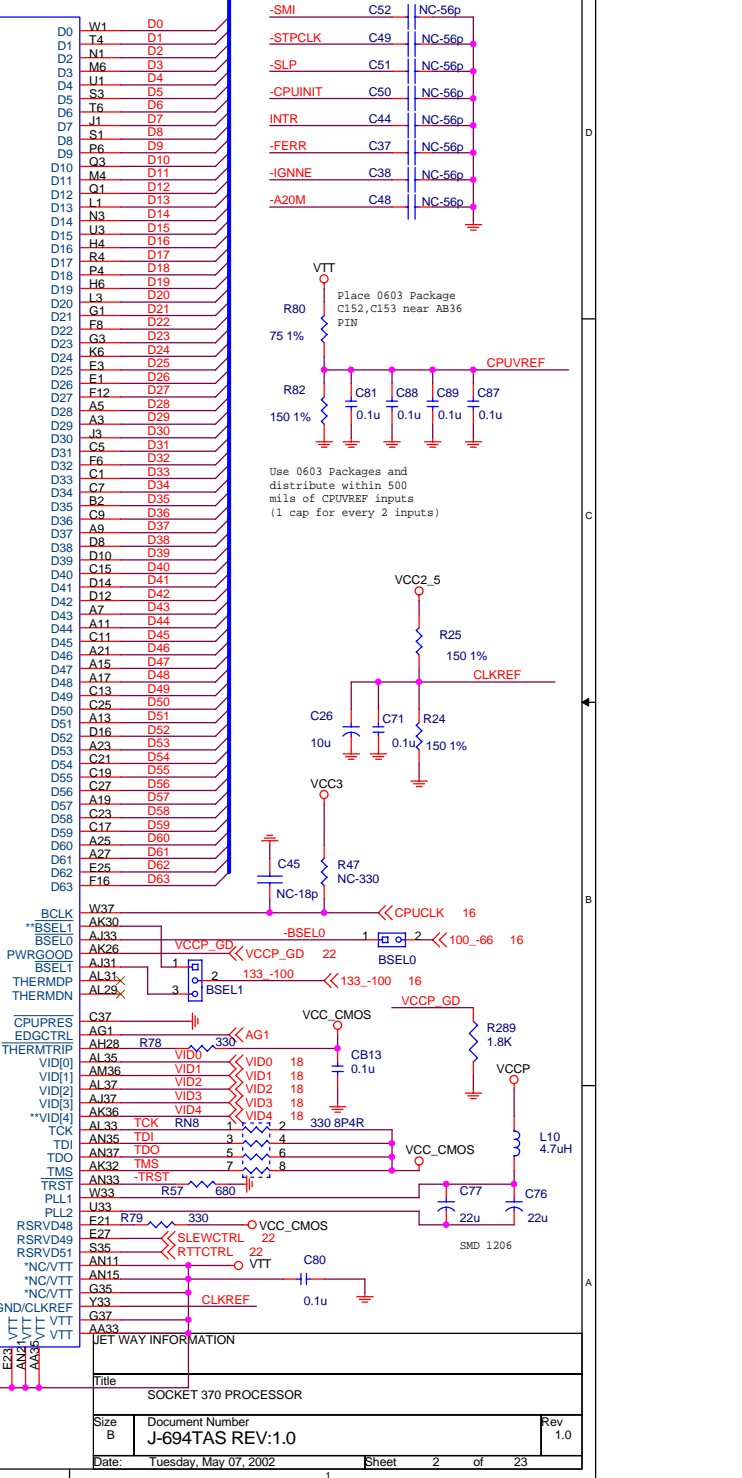 D0 W1 D0
D1 T4 D1
D2 N1 D2
D3 M6 D3
D4 U1 D4
D5 S3 D5
D6 T6 D6
D7 J1 D7
D8 S1 D8
D9 P6 D9
D10 Q3 D10
D11 M4 D11
D12 Q1 D12
D13 L1 D13
D14 N3 D14
D15 U3 D15
D16 H4 D16
D17 R4 D17
D18 P4 D18
D19 H6 D19
D20 L3 D20
D21 G1 D21
D22 F8 D22
D23 G3 D23
D24 K6 D24
D25 E3 D25
D26 E1 D26
D27 F12 D27
D28 A5 D28
D29 A3 D29
D30 J3 D30
D31 C5 D31
D32 F6 D32
D33 C1 D33
D34 C7 D34
D35 B2 D35
D36 C9 D36
D37 A9 D37
D38 D8 D38
D39 D10 D39
D40 C15 D40
D41 D14 D41
D42 D12 D42
D43 A7 D43
D44 A11 D44
D45 C11 D45
D46 A21 D46
D47 A15 D47
D48 A17 D48
D49 C13 D49
D50 C25 D50
D51 A13 D51
D52 D16 D52
D53 A23 D53
D54 C21 D54
D55 C19 D55
D56 C27 D56
D57 A19 D57
D58 C23 D58
D59 C17 D59
D60 A25 D60
D61 A27 D61
D62 E25 D62
D63 F16 D63
-SMI C52 NC-56p
-STPCLK C49 NC-56p
-SLP C51 NC-56p
-CPUINIT C50 NC-56p
INTR C44 NC-56p
-FERR C37 NC-56p
-IGNNE C38 NC-56p
-A20M C48 NC-56p
D
VTT
Place 0603 Package
C152,C153 near AB36
PIN
R80
75 1%
CPUVREF
R82
150 1%
C81 C88 C89 C87
0.1u 0.1u 0.1u 0.1u
Use 0603 Packages and
distribute within 500
mils of CPUVREF inputs
(1 cap for every 2 inputs)
C
VCC2_5
R25
150 1%
CLKREF
C26 C71 R24
10u 0.1u 150 1%
VCC3
C45 R47
NC-18p NC-330
B
BCLK W37 CPUCLK 16
**BSEL1 AK30
BSEL0 AJ33 -BSEL0 1 2 100_-66 16
BSEL0
PWRGOOD AK26 VCCP_GD VCCP_GD 22
BSEL1 AJ31 1
THERMDP AL31 2 133_-100 133_-100 16
THERMDN AL29 3 BSEL1
VCCP_GD
R289
1.8K
VCC_CMOS
CPUPRES C37
EDGCTRL AG1 AG1
THERMTRIP AH28 R78 330
CB13
0.1u
VCCP
VID[0] AL35 VID0 VID0 18
VID[1] AM36 VID1 VID1 18
VID[2] AL37 VID2 VID2 18
VID[3] AJ37 VID3 VID3 18
**VID[4] AK36 VID4 VID4 18
TCK AL33 TCK RN8 1 2 330 8P4R
TDI AN35 TDI 3 4
TDO AN37 TDO 5 6 VCC_CMOS
TMS AK32 TMS 7 8
L10
4.7uH
TRST AN33 -TRST R57 680
PLL1 W33 C77 C76
PLL2 U33 22u 22u
SMD 1206
RSRVD48 E21 R79 330 VCC_CMOS
RSRVD49 E27 SLEWCTRL 22
RSRVD51 S35 RTTCTRL 22
*NC/VTT AN11 VTT
*NC/VTT AN15 C80
0.1u
*NC/VTT G35
GND/CLKREF Y33 CLKREF
VTT G37
VTT AA33
VTT VTT VTT
E23 AN21 AA35
A
JET WAY INFORMATION
Title
SOCKET 370 PROCESSOR
Size Document Number Rev
B J-694TAS REV:1.0 1.0
Date: Tuesday, May 07, 2002 Sheet 2 of 23
1